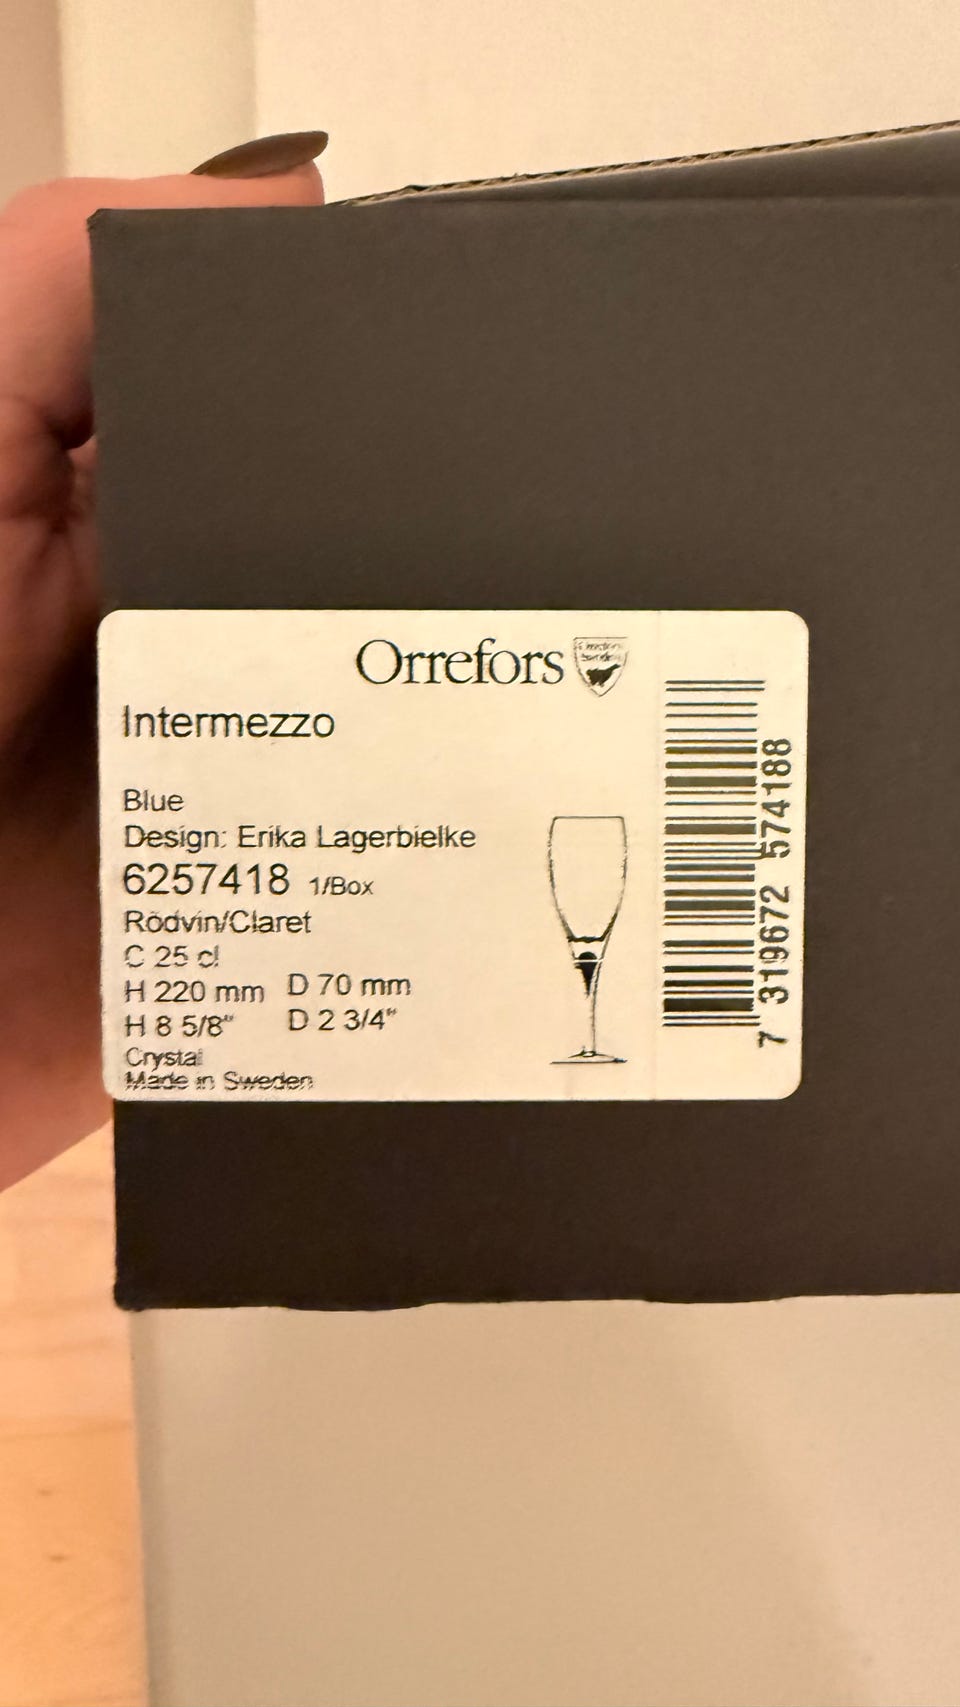 Orrefors
Intermezzo
Blue
Design: Erika Lagerbielke
6257418 1/Box
Rödvin/Claret
C 25 cl
H 220 mm D 70 mm
H 8 5/8" D 2 3/4"
Crystal
Made in Sweden
7 319672 574188